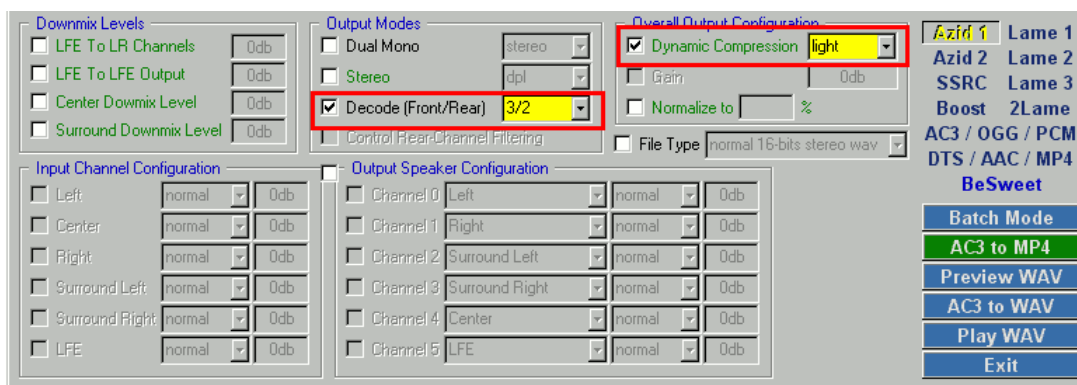 Downmix Levels
LFE To LR Channels 0db
LFE To LFE Output 0db
Center Dowmix Level 0db
Surround Downmix Level 0db
Output Modes
Dual Mono stereo
Stereo dpl
Decode (Front/Rear) 3/2
Control Rear-Channel Filtering
Overall Output Configuration
Dynamic Compression light
Gain 0db
Normalize to %
File Type normal 16-bits stereo wav
Input Channel Configuration
Left normal 0db
Center normal 0db
Right normal 0db
Surround Left normal 0db
Surround Right normal 0db
LFE normal 0db
Output Speaker Configuration
Channel 0 Left normal 0db
Channel 1 Right normal 0db
Channel 2 Surround Left normal 0db
Channel 3 Surround Right normal 0db
Channel 4 Center normal 0db
Channel 5 LFE normal 0db
Azid 1 Lame 1
Azid 2 Lame 2
SSRC Lame 3
Boost 2Lame
AC3 / OGG / PCM
DTS / AAC / MP4
BeSweet
Batch Mode
AC3 to MP4
Preview WAV
AC3 to WAV
Play WAV
Exit